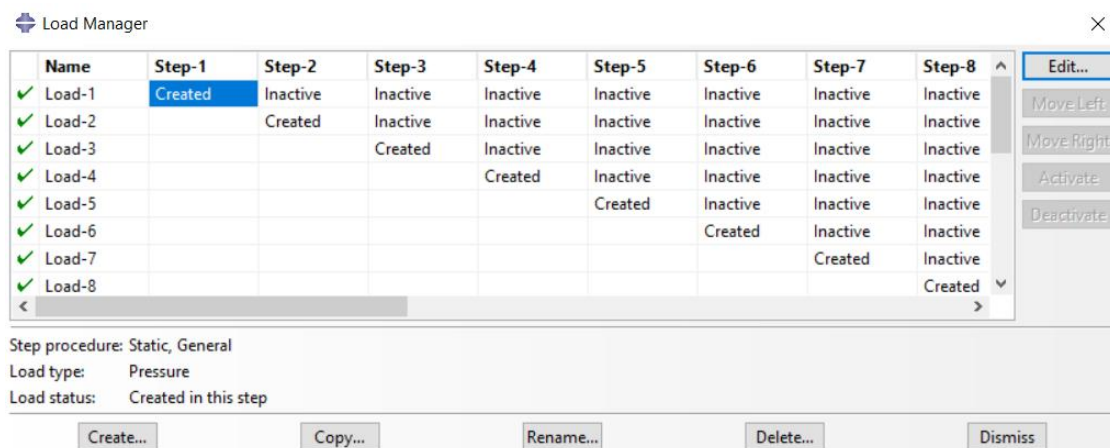 Load Manager
Name Step-1 Step-2 Step-3 Step-4 Step-5 Step-6 Step-7 Step-8
Load-1 Created Inactive Inactive Inactive Inactive Inactive Inactive Inactive
Load-2 Created Inactive Inactive Inactive Inactive Inactive Inactive
Load-3 Created Inactive Inactive Inactive Inactive Inactive
Load-4 Created Inactive Inactive Inactive Inactive
Load-5 Created Inactive Inactive Inactive
Load-6 Created Inactive Inactive
Load-7 Created Inactive
Load-8 Created
Edit...
Move Left
Move Right
Activate
Deactivate
Step procedure: Static, General
Load type: Pressure
Load status: Created in this step
Create... Copy... Rename... Delete... Dismiss